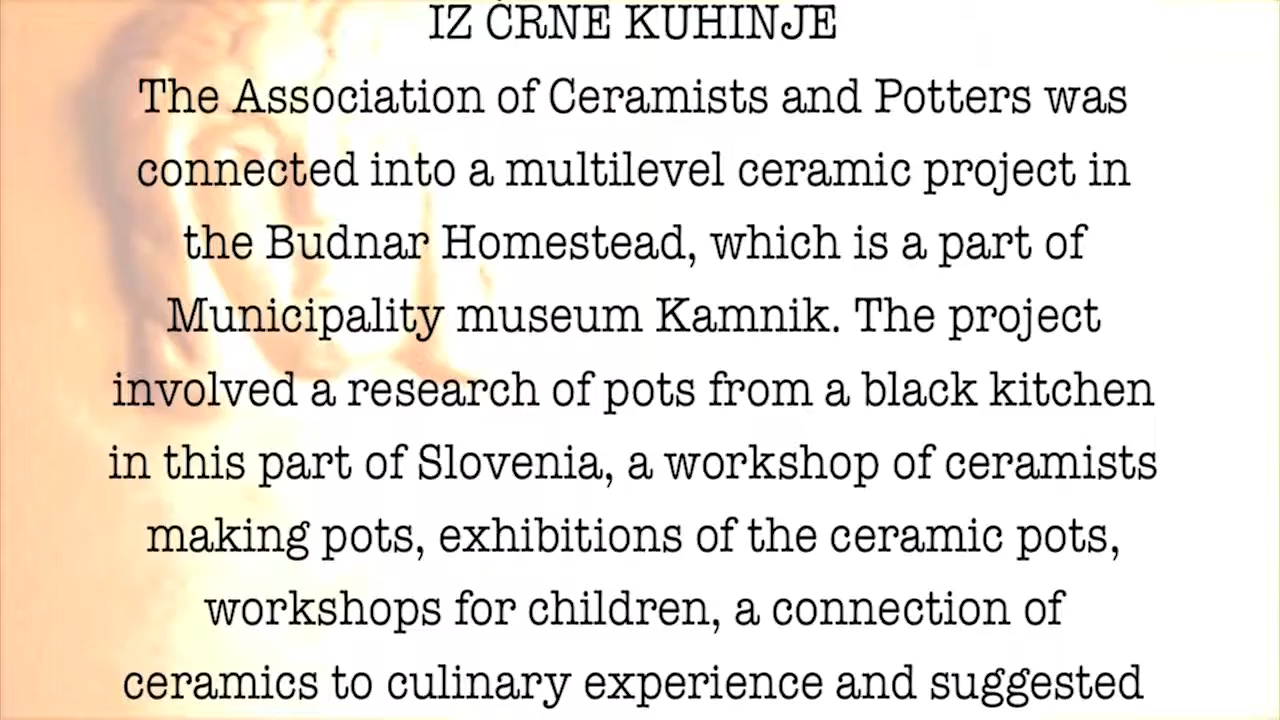 IZ ČRNE KUHINJE
The Association of Ceramists and Potters was
connected into a multilevel ceramic project in
the Budnar Homestead, which is a part of
Municipality museum Kamnik. The project
involved a research of pots from a black kitchen
in this part of Slovenia, a workshop of ceramists
making pots, exhibitions of the ceramic pots,
workshops for children, a connection of
ceramics to culinary experience and suggested